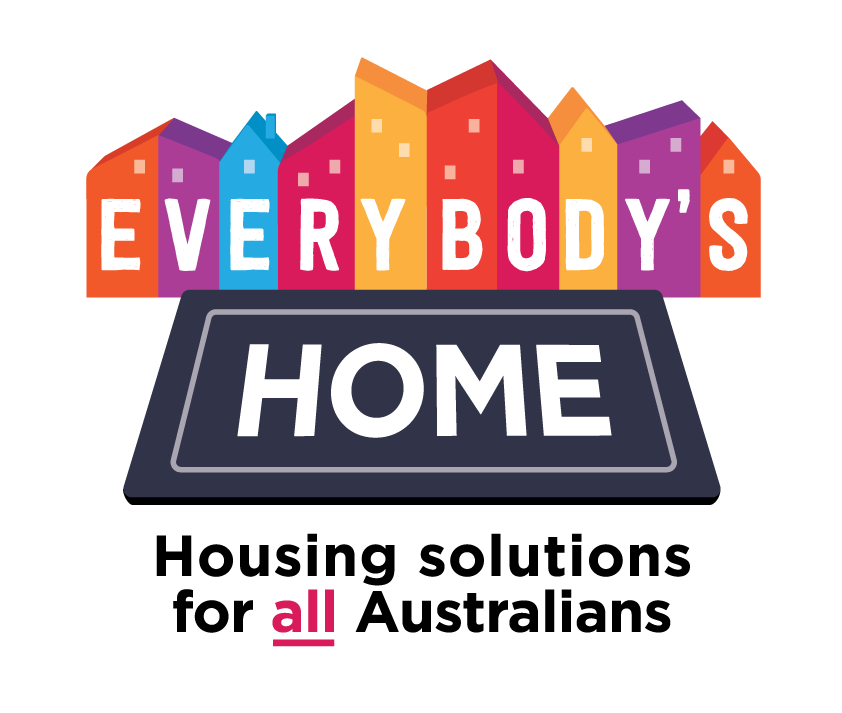 EVERYBODY'S
HOME
Housing solutions
for all Australians